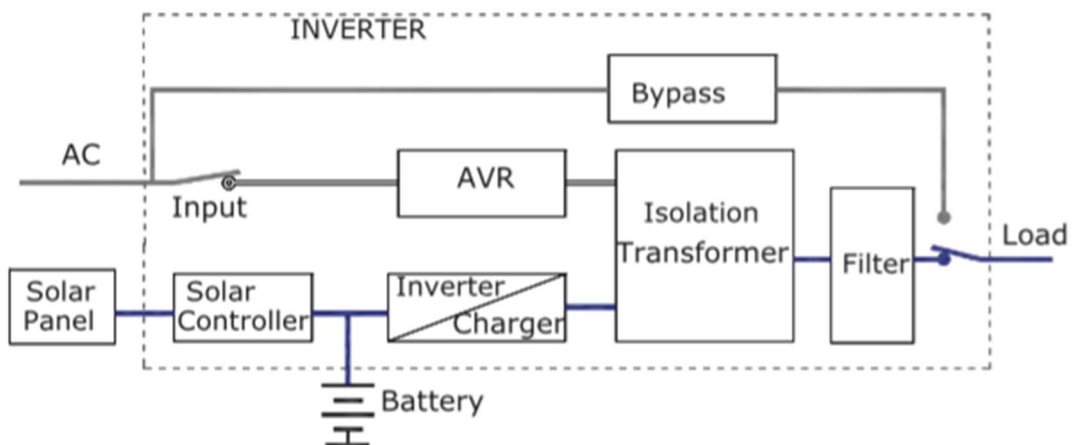 INVERTER
Bypass
AC
AVR
Input
Isolation
Transformer
Load
Filter
Solar
Panel
Solar
Controller
Inverter
Charger
Battery